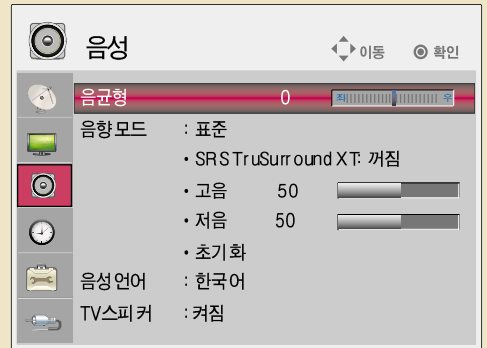 음성 이동 확인
음균형 0 좌 우
음향 모드 : 표준
• SRS TruSurround XT: 꺼짐
• 고음 50
• 저음 50
• 초기화
음성언어 : 한국어
TV스피커 : 켜짐